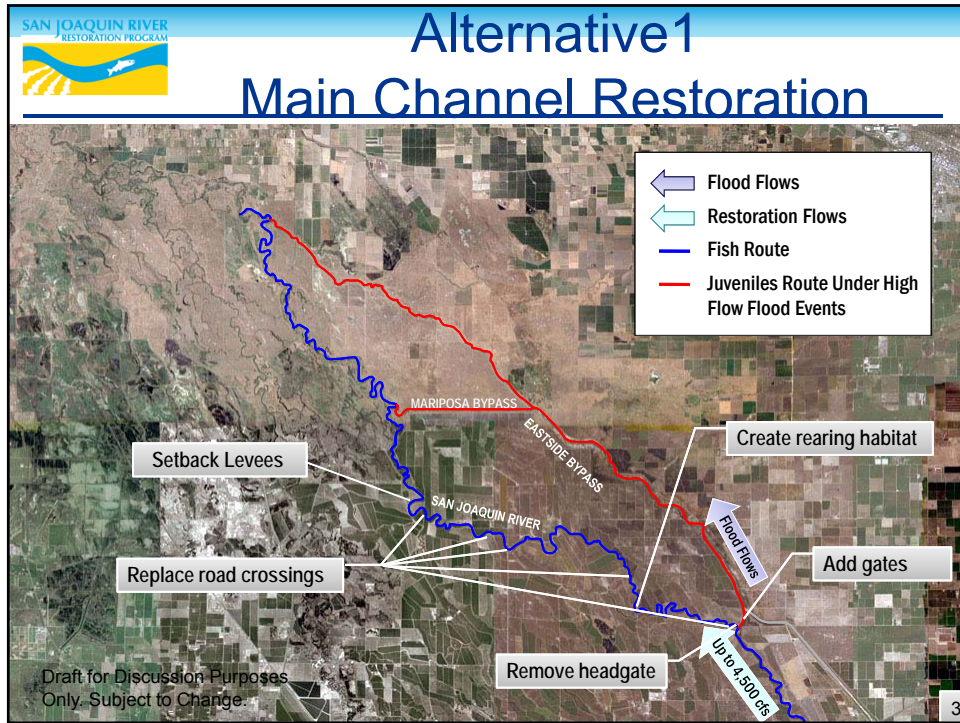 SAN JOAQUIN RIVER
RESTORATION PROGRAM
Alternative1
Main Channel Restoration
Flood Flows
Restoration Flows
Fish Route
Juveniles Route Under High
Flow Flood Events
MARIPOSA BYPASS
EASTSIDE BYPASS
Create rearing habitat
Setback Levees
SAN JOAQUIN RIVER
Flood Flows
Add gates
Replace road crossings
Remove headgate
Up to 4,500 cfs
Draft for Discussion Purposes
Only. Subject to Change.
3